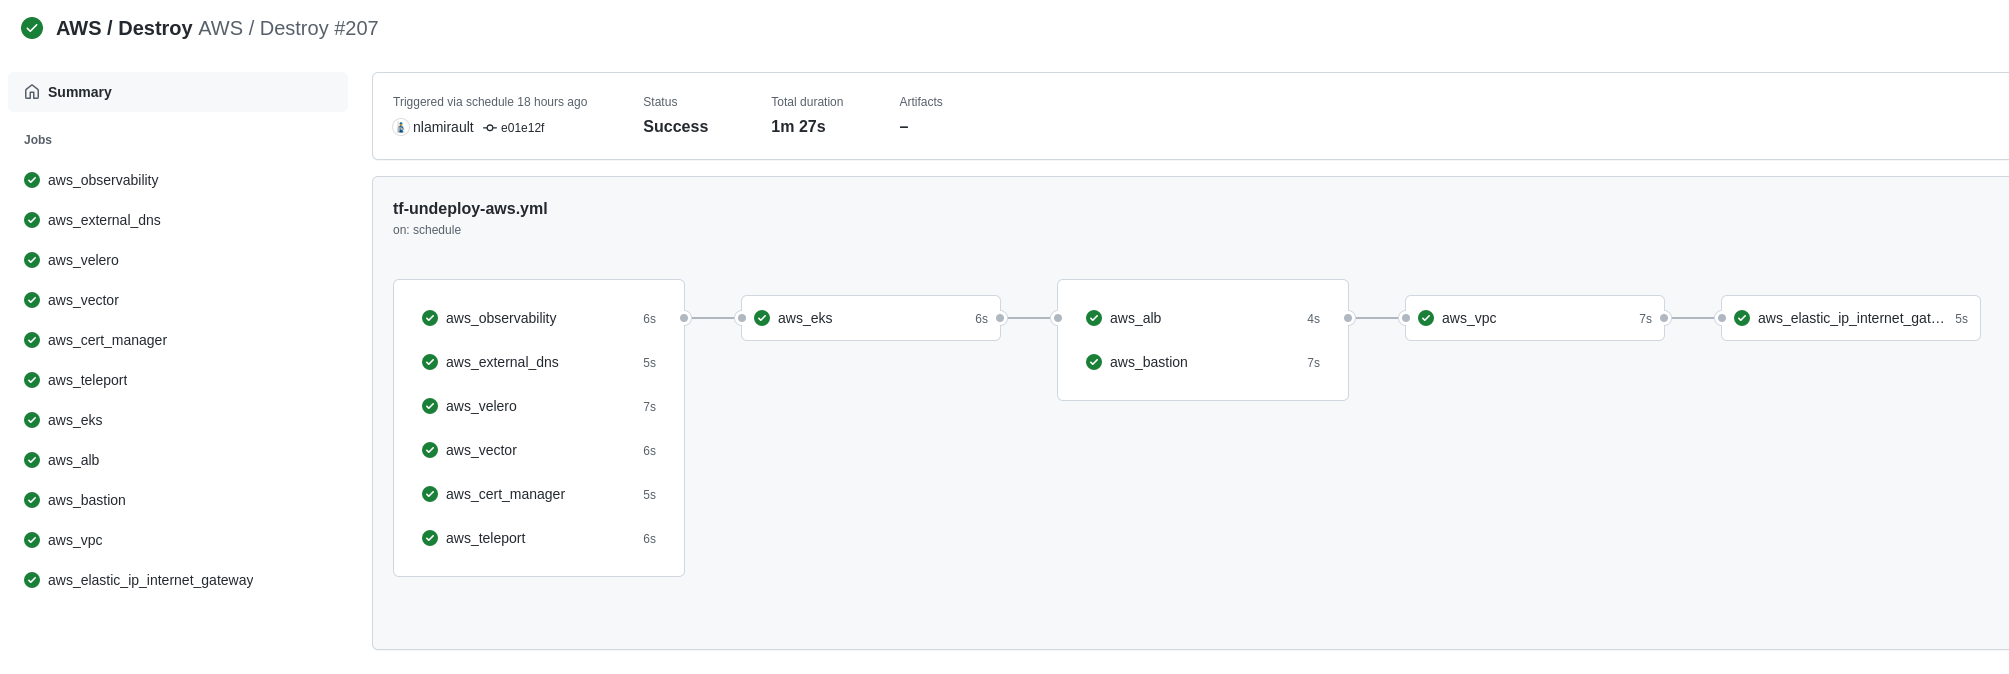 AWS / Destroy AWS / Destroy #207
Summary
Jobs
aws_observability
aws_external_dns
aws_velero
aws_vector
aws_cert_manager
aws_teleport
aws_eks
aws_alb
aws_bastion
aws_vpc
aws_elastic_ip_internet_gateway
Triggered via schedule 18 hours ago
nlamirault e01e12f
Status
Success
Total duration
1m 27s
Artifacts
–
tf-undeploy-aws.yml
on: schedule
aws_observability 6s
aws_external_dns 5s
aws_velero 7s
aws_vector 6s
aws_cert_manager 5s
aws_teleport 6s
aws_eks 6s
aws_alb 4s
aws_bastion 7s
aws_vpc 7s
aws_elastic_ip_internet_gat... 5s